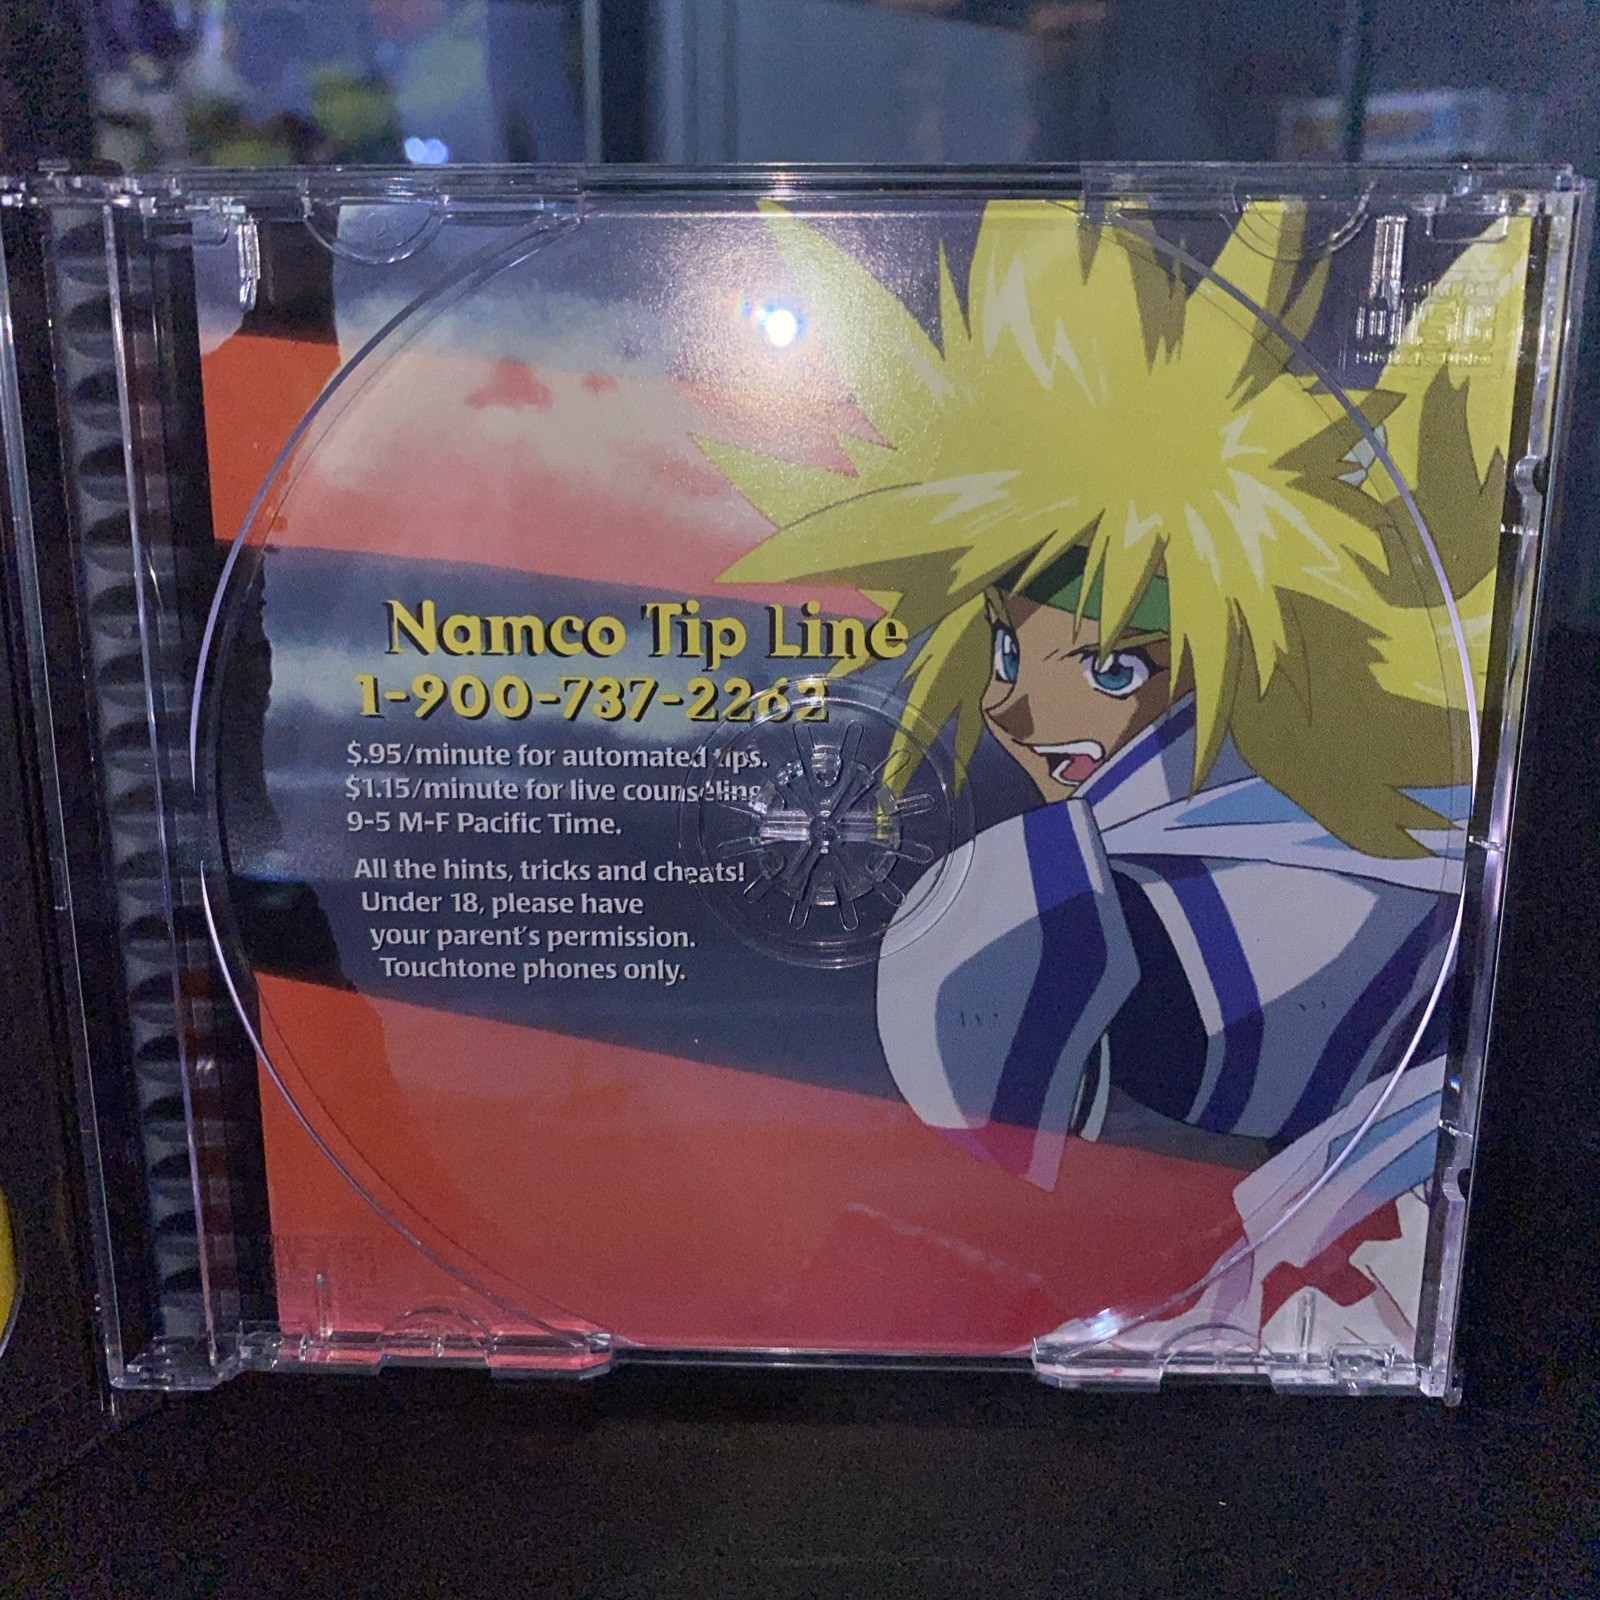 Namco Tip Line
1-900-737-2262
$.95/minute for automated tips.
$1.15/minute for live counseling
9-5 M-F Pacific Time.
All the hints, tricks and cheats!
Under 18, please have
your parent's permission.
Touchtone phones only.